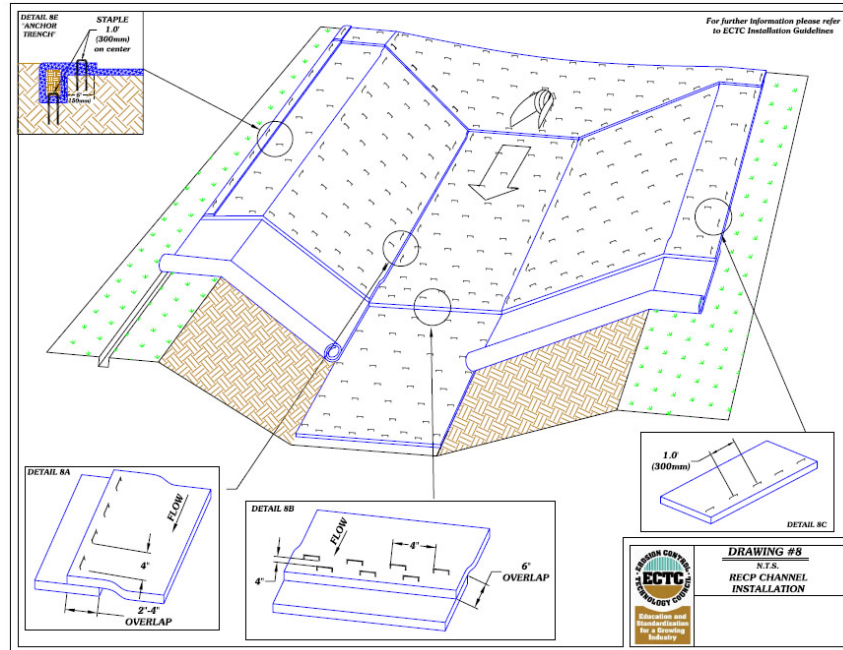 DETAIL 8E
"ANCHOR
TRENCH"
STAPLE
1.0'
(300mm)
on center
6"
(150mm)
For further information please refer
to ECTC Installation Guidelines
DETAIL 8A
FLOW
4"
2"-4"
OVERLAP
DETAIL 8B
FLOW
4"
4"
6"
OVERLAP
1.0'
(300mm)
DETAIL 8C
EROSION CONTROL
ECTC
TECHNOLOGY COUNCIL
Education and
Standardization
for a Growing
Industry
DRAWING #8
N.T.S.
RECP CHANNEL
INSTALLATION